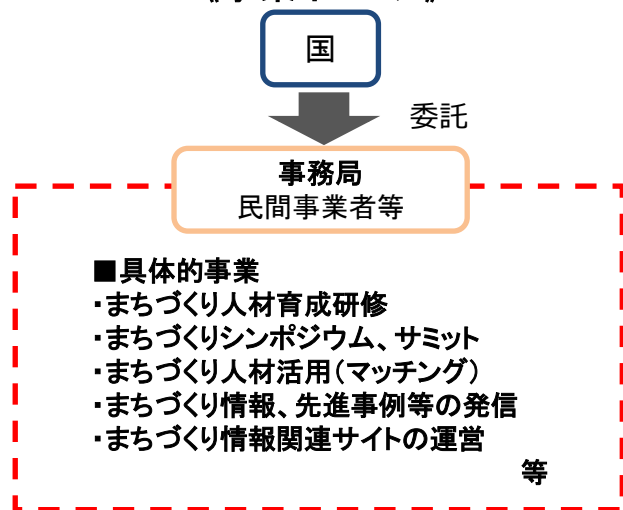 国
委託
事務局
民間事業者等
■具体的事業
・まちづくり人材育成研修
・まちづくりシンポジウム、サミット
・まちづくり人材活用(マッチング)
・まちづくり情報、先進事例等の発信
・まちづくり情報関連サイトの運営
等